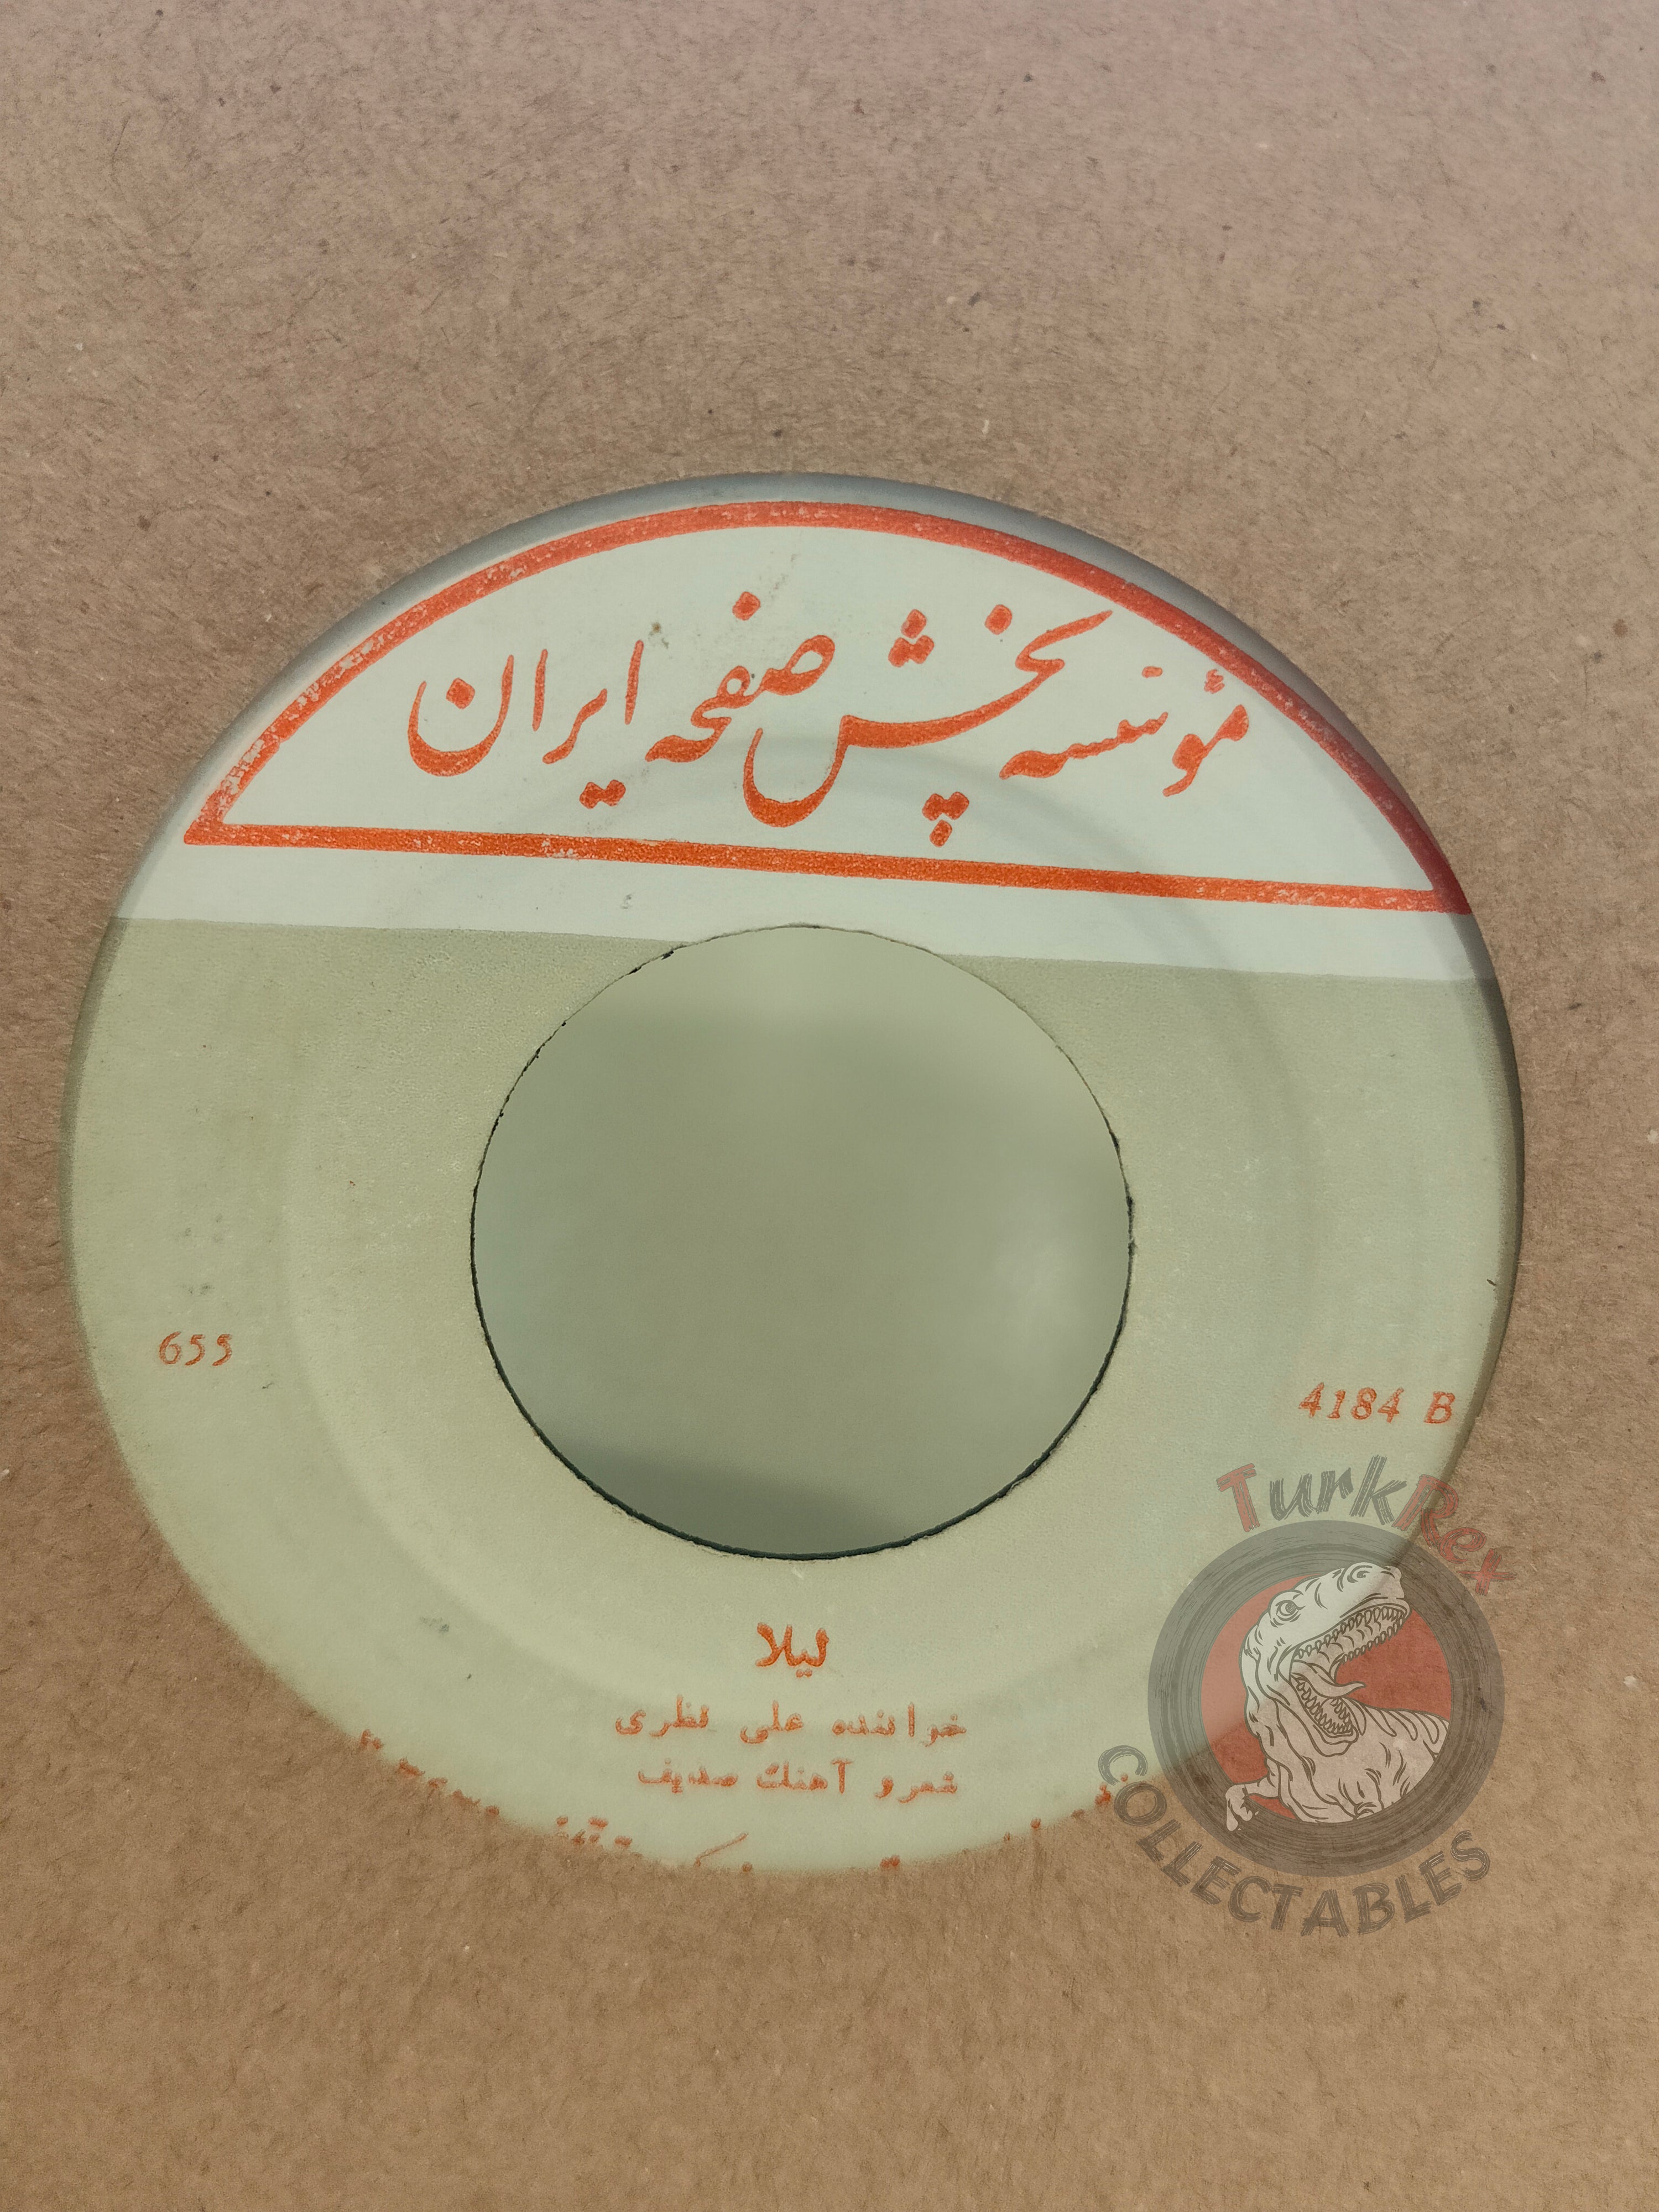 مؤسسه پخش صفحه ایران
655
4184 B
لیلا
خواننده علی نظری
شعر و آهنگ صدیف
TurkRex
COLLECTABLES